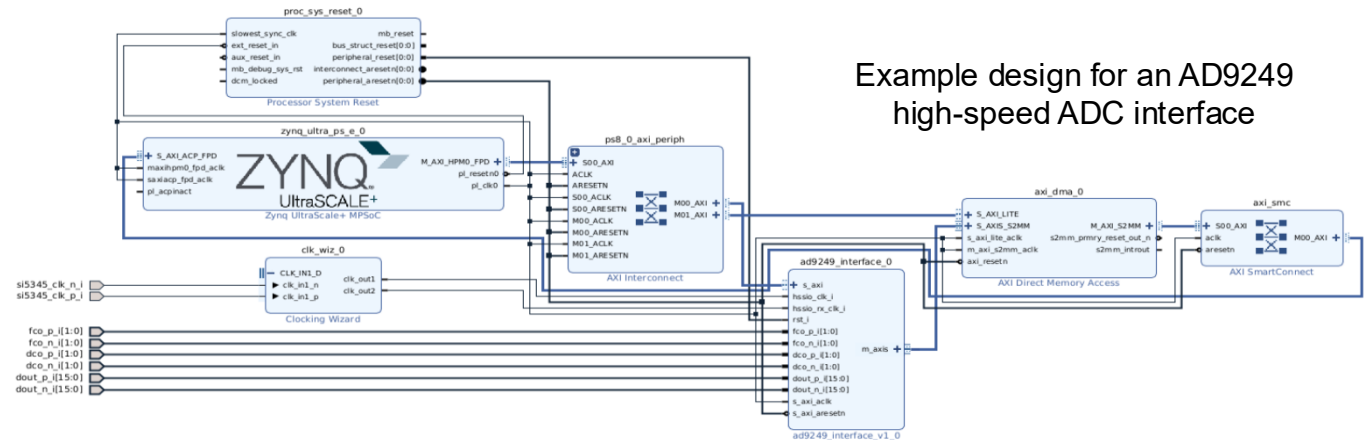 Example design for an AD9249
high-speed ADC interface
proc_sys_reset_0
slowest_sync_clk
ext_reset_in
aux_reset_in
mb_debug_sys_rst
dcm_locked
mb_reset
bus_struct_reset[0:0]
peripheral_reset[0:0]
interconnect_aresetn[0:0]
peripheral_aresetn[0:0]
Processor System Reset
zynq_ultra_ps_e_0
S_AXI_ACP_FPD
maxihpm0_fpd_aclk
saxiacp_fpd_aclk
pl_acpinact
ZYNQ
UltraSCALE+
M_AXI_HPM0_FPD
pl_resetn0
pl_clk0
Zynq UltraScale+ MPSoC
clk_wiz_0
CLK_IN1_D
clk_in1_n
clk_in1_p
clk_out1
clk_out2
Clocking Wizard
si5345_clk_n_i
si5345_clk_p_i
fco_p_i[1:0]
fco_n_i[1:0]
dco_p_i[1:0]
dco_n_i[1:0]
dout_p_i[15:0]
dout_n_i[15:0]
ps8_0_axi_periph
S00_AXI
ACLK
ARESETN
S00_ACLK
S00_ARESETN
M00_ACLK
M00_ARESETN
M01_ACLK
M01_ARESETN
M00_AXI
M01_AXI
AXI Interconnect
ad9249_interface_0
s_axi
hssio_clk_i
hssio_rx_clk_i
rst_i
fco_p_i[1:0]
fco_n_i[1:0]
dco_p_i[1:0]
dco_n_i[1:0]
dout_p_i[15:0]
dout_n_i[15:0]
s_axi_aclk
s_axi_aresetn
m_axis
ad9249_interface_v1_0
axi_dma_0
S_AXI_LITE
S_AXIS_S2MM
s_axi_lite_aclk
m_axi_s2mm_aclk
axi_resetn
M_AXI_S2MM
s2mm_prmry_reset_out_n
s2mm_introut
AXI Direct Memory Access
axi_smc
S00_AXI
aclk
aresetn
M00_AXI
AXI SmartConnect